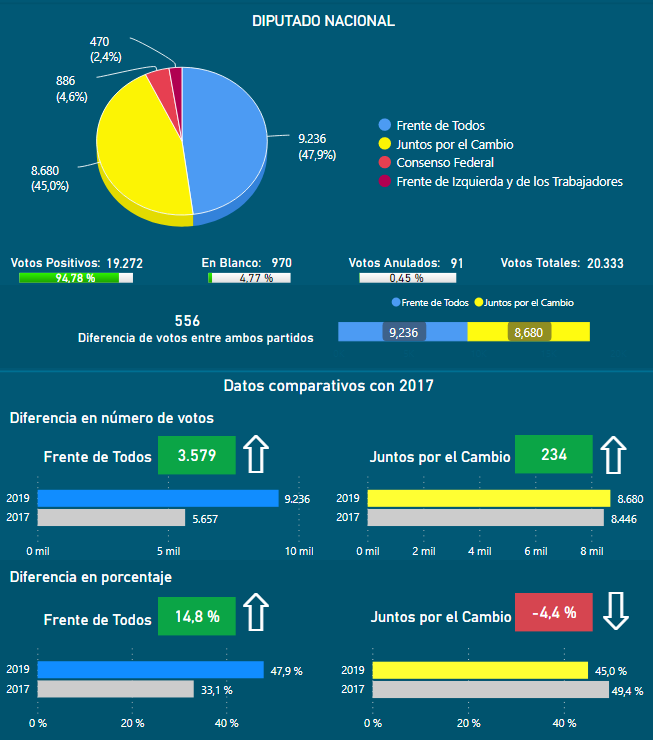 DIPUTADO NACIONAL
470
(2,4%)
886
(4,6%)
8.680
(45,0%)
9.236
(47,9%)
Frente de Todos
Juntos por el Cambio
Consenso Federal
Frente de Izquierda y de los Trabajadores
Votos Positivos: 19.272
94,78 %
En Blanco: 970
4,77 %
Votos Anulados: 91
0,45 %
Votos Totales: 20.333
556
Diferencia de votos entre ambos partidos
Frente de Todos Juntos por el Cambio
9,236 8,680
Datos comparativos con 2017
Diferencia en número de votos
Frente de Todos 3.579
2019 9.236
2017 5.657
0 mil 5 mil 10 mil
Juntos por el Cambio 234
2019 8.680
2017 8.446
0 mil 2 mil 4 mil 6 mil 8 mil
Diferencia en porcentaje
Frente de Todos 14,8 %
2019 47,9 %
2017 33,1 %
0 % 20 % 40 %
Juntos por el Cambio -4,4 %
2019 45,0 %
2017 49,4 %
0 % 20 % 40 %